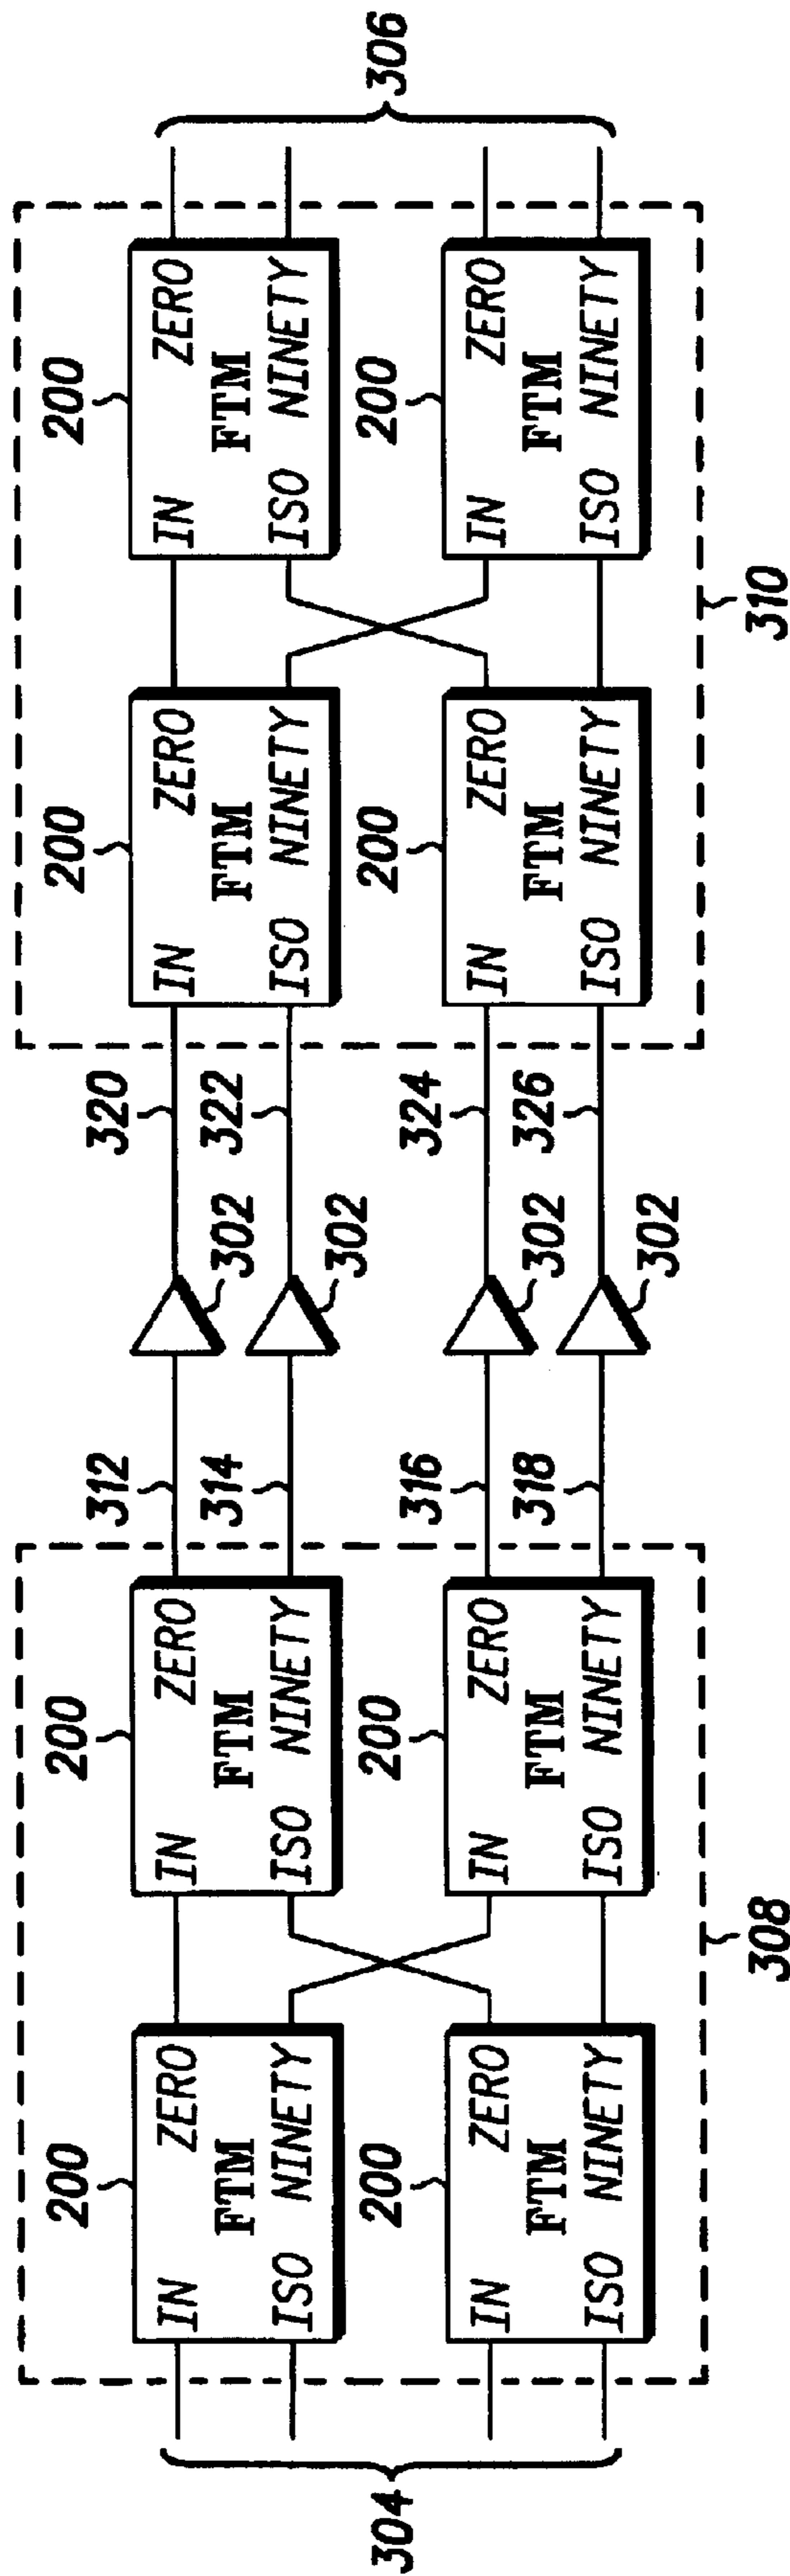 200
200
200
200
IN ZERO
FTM
ISO NINETY
IN ZERO
FTM
ISO NINETY
IN ZERO
FTM
ISO NINETY
IN ZERO
FTM
ISO NINETY
312
320
302
314
322
302
304
306
200
200
200
200
IN ZERO
FTM
ISO NINETY
IN ZERO
FTM
ISO NINETY
IN ZERO
FTM
ISO NINETY
IN ZERO
FTM
ISO NINETY
316
324
302
318
326
302
308
310